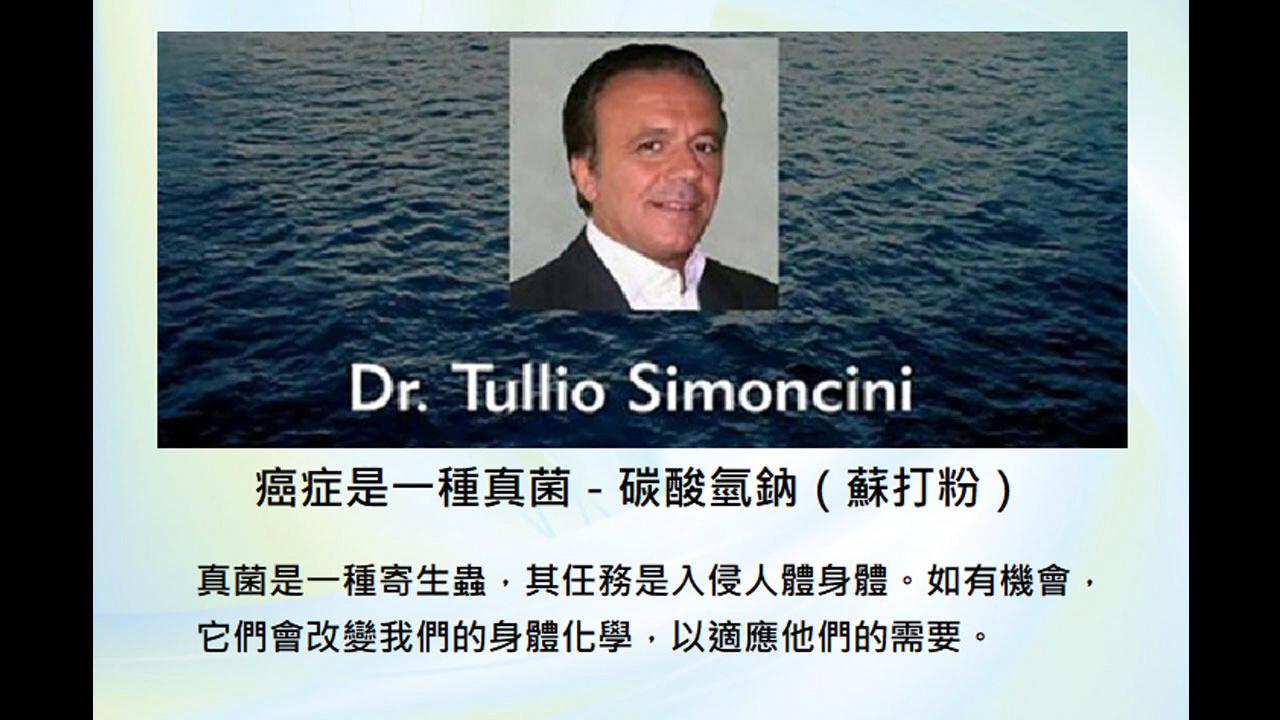 Dr. Tullio Simoncini
癌症是一種真菌 - 碳酸氫鈉 ( 蘇打粉 )
真菌是一種寄生蟲，其任務是入侵人體身體。如有機會，
它們會改變我們的身體化學，以適應他們的需要。